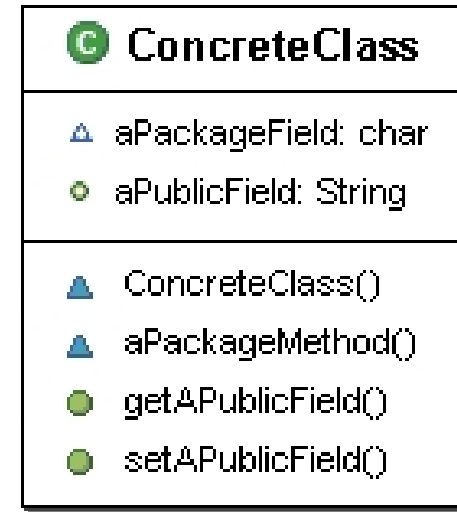 C ConcreteClass
aPackageField: char
aPublicField: String
ConcreteClass()
aPackageMethod()
getAPublicField()
setAPublicField()